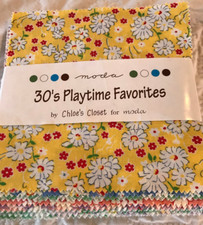 moda
30's Playtime Favorites
by Chloe's Closet for moda